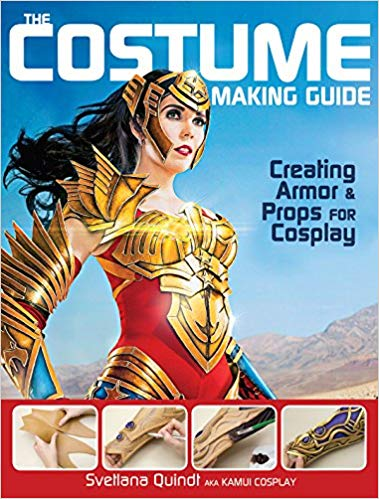 THE
COSTUME
MAKING GUIDE
Creating
Armor &
Props FOR
Cosplay
Svetlana Quindt AKA KAMUI COSPLAY